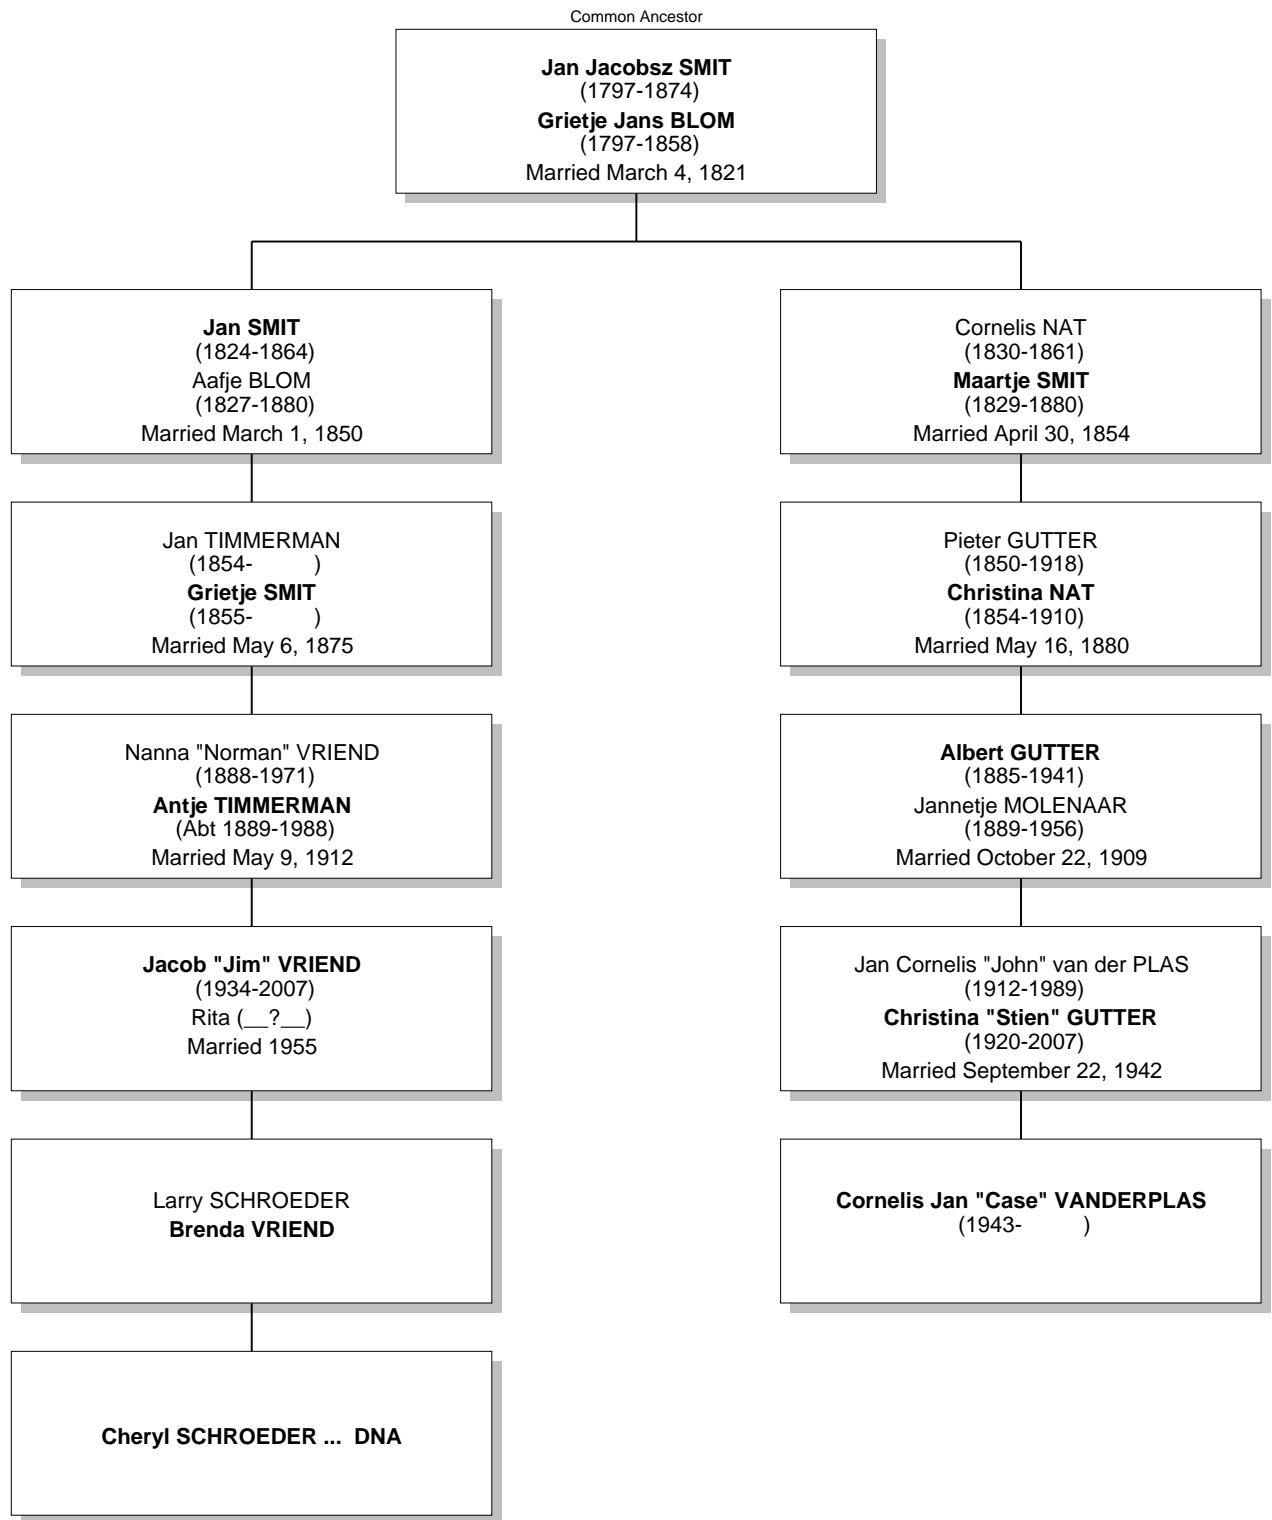 Common Ancestor
Jan Jacobsz SMIT
(1797-1874)
Grietje Jans BLOM
(1797-1858)
Married March 4, 1821
Jan SMIT
(1824-1864)
Aafje BLOM
(1827-1880)
Married March 1, 1850
Cornelis NAT
(1830-1861)
Maartje SMIT
(1829-1880)
Married April 30, 1854
Jan TIMMERMAN
(1854- )
Grietje SMIT
(1855- )
Married May 6, 1875
Pieter GUTTER
(1850-1918)
Christina NAT
(1854-1910)
Married May 16, 1880
Nanna "Norman" VRIEND
(1888-1971)
Antje TIMMERMAN
(Abt 1889-1988)
Married May 9, 1912
Albert GUTTER
(1885-1941)
Jannetje MOLENAAR
(1889-1956)
Married October 22, 1909
Jacob "Jim" VRIEND
(1934-2007)
Rita (__?__)
Married 1955
Jan Cornelis "John" van der PLAS
(1912-1989)
Christina "Stien" GUTTER
(1920-2007)
Married September 22, 1942
Larry SCHROEDER
Brenda VRIEND
Cornelis Jan "Case" VANDERPLAS
(1943- )
Cheryl SCHROEDER ... DNA